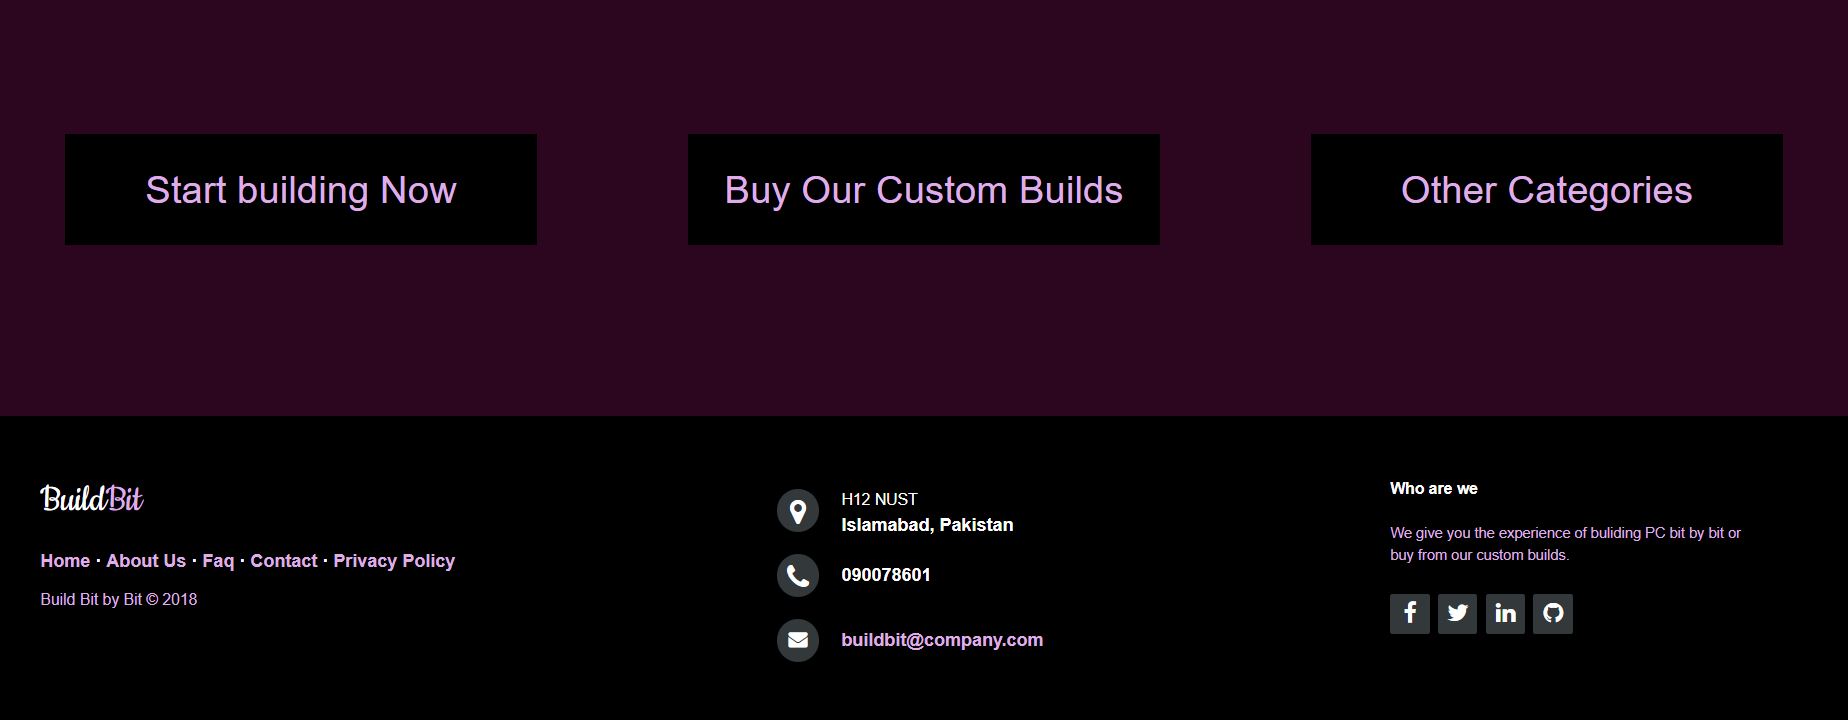 Start building Now
Buy Our Custom Builds
Other Categories
BuildBit
Home · About Us · Faq · Contact · Privacy Policy
Build Bit by Bit © 2018
H12 NUST
Islamabad, Pakistan
090078601
buildbit@company.com
Who are we
We give you the experience of buliding PC bit by bit or
buy from our custom builds.